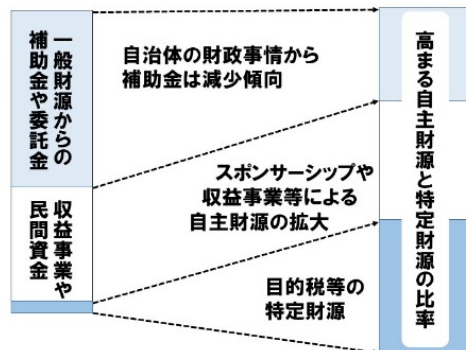 一般財源からの
補助金や委託金
収益事業や
民間資金
自治体の財政事情から
補助金は減少傾向
スポンサーシップや
収益事業等による
自主財源の拡大
目的税等の
特定財源
高まる自主財源と特定財源の比率